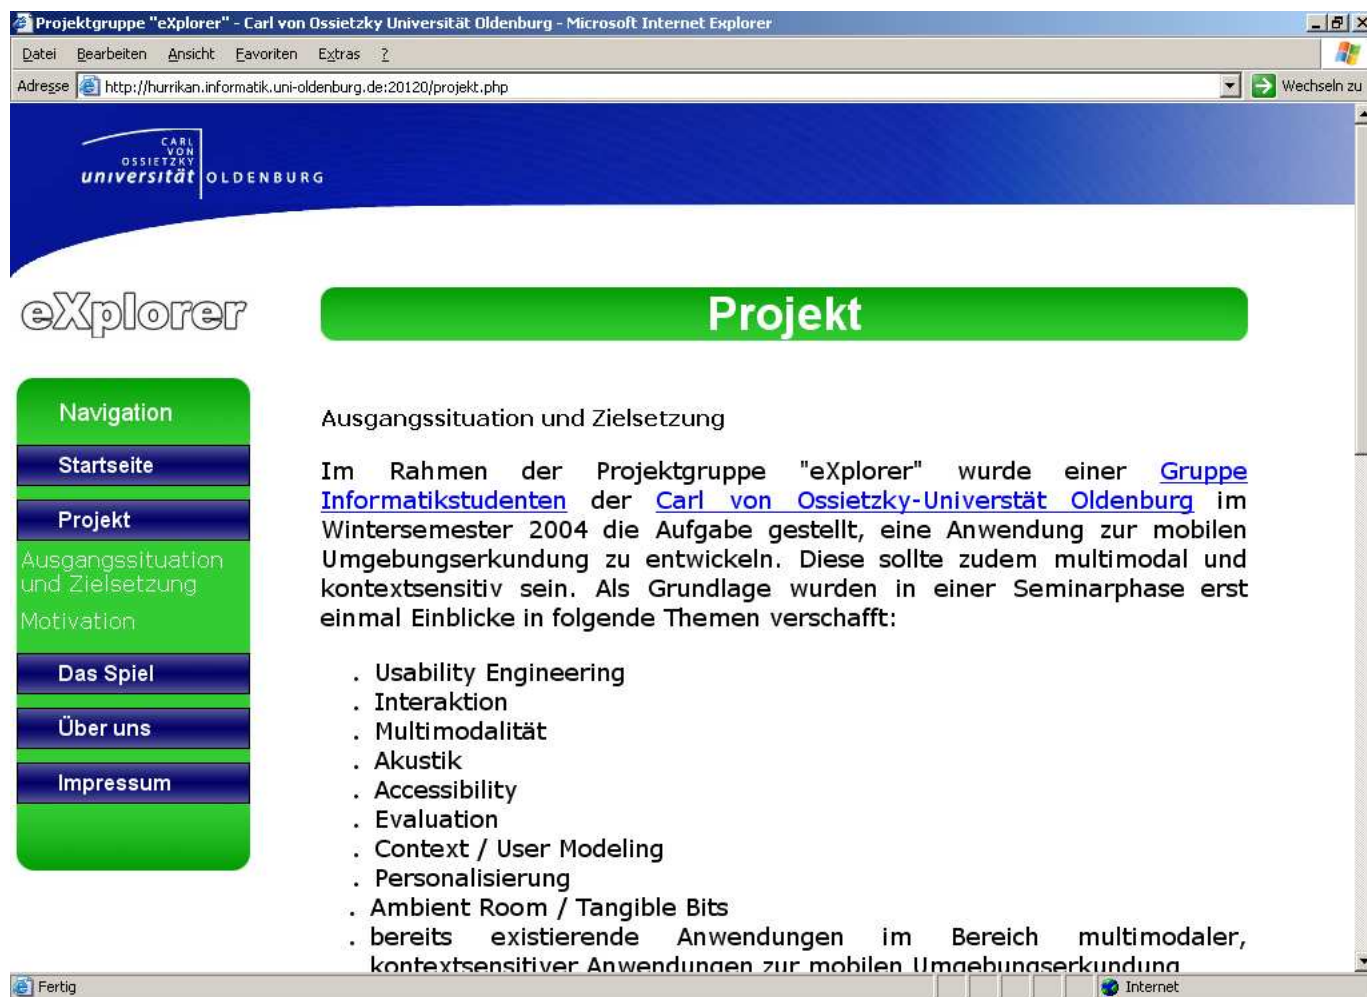 Projektgruppe "eXplorer" - Carl von Ossietzky Universität Oldenburg - Microsoft Internet Explorer
Datei Bearbeiten Ansicht Favoriten Extras ?
Adresse http://hurrikan.informatik.uni-oldenburg.de:20120/projekt.php Wechseln zu
CARL
VON
OSSIETZKY
universität OLDENBURG
eXplorer
Projekt
Navigation
Startseite
Projekt
Ausgangssituation
und Zielsetzung
Motivation
Das Spiel
Über uns
Impressum
Ausgangssituation und Zielsetzung
Im Rahmen der Projektgruppe "eXplorer" wurde einer Gruppe
Informatikstudenten der Carl von Ossietzky-Universtät Oldenburg im
Wintersemester 2004 die Aufgabe gestellt, eine Anwendung zur mobilen
Umgebungserkundung zu entwickeln. Diese sollte zudem multimodal und
kontextsensitiv sein. Als Grundlage wurden in einer Seminarphase erst
einmal Einblicke in folgende Themen verschafft:
. Usability Engineering
. Interaktion
. Multimodalität
. Akustik
. Accessibility
. Evaluation
. Context / User Modeling
. Personalisierung
. Ambient Room / Tangible Bits
. bereits existierende Anwendungen im Bereich multimodaler,
kontextsensitiver Anwendungen zur mobilen Umgebungserkundung
Fertig Internet